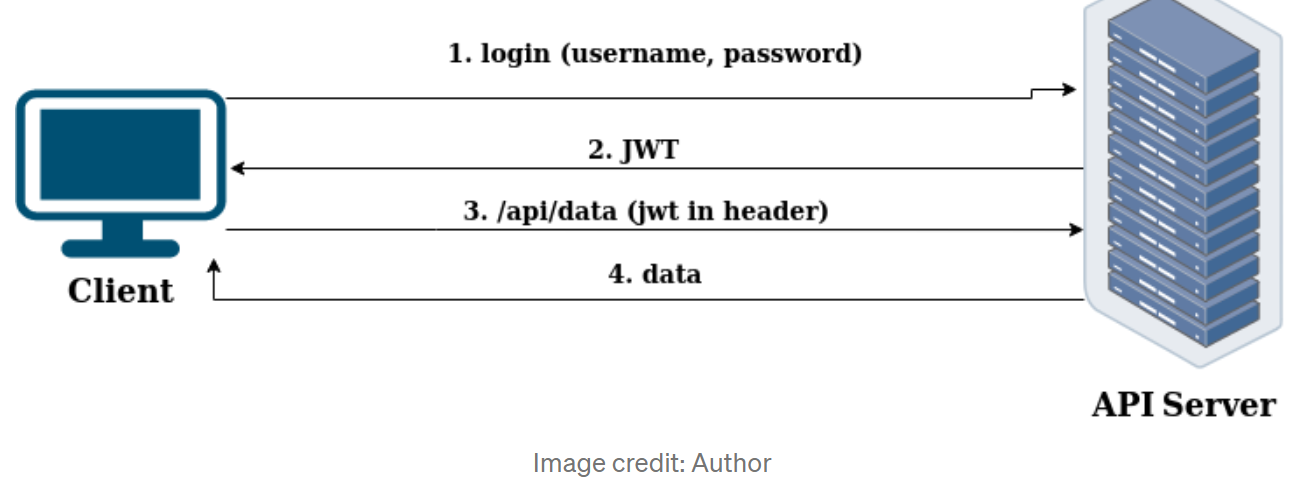 1. login (username, password)
2. JWT
3. /api/data (jwt in header)
4. data
Client
API Server
Image credit: Author